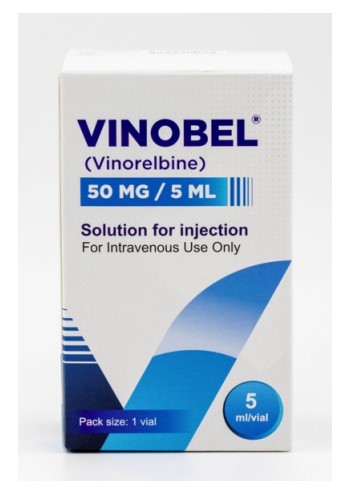 VINOBEL®
(Vinorelbine)
50 MG / 5 ML
Solution for injection
For Intravenous Use Only
5
ml/vial
Pack size: 1 vial